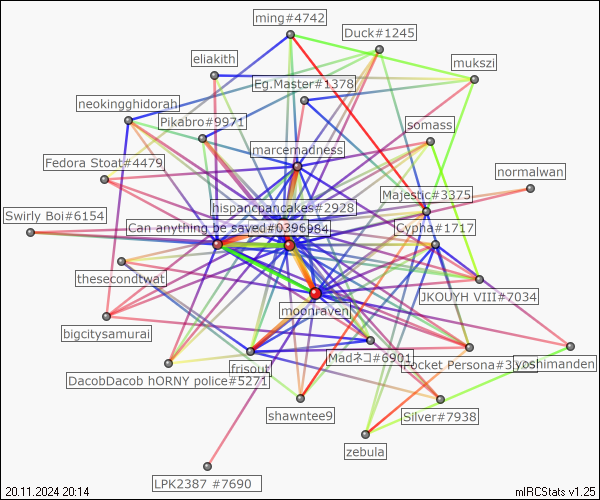 ming#4742
Duck#1245
eliakith
mukszi
Eg.Master#1378
neokingghidorah
Pikabro#9971
somass
marcemadness
Fedora Stoat#4479
normalwan
Majestic#3375
hispancpancakes#2928
Swirly Boi#6154
Can anything be saved#0396
984
Cypha#1717
thesecondtwat
JKOUYH VIII#7034
moonraven
bigcitysamurai
Madネコ#6901
frisout
Pocket Persona#3
yoshimanden
DacobDacob hORNY police#5271
shawntee9
Silver#7938
zebula
LPK2387 #7690
20.11.2024 20:14
mIRCStats v1.25